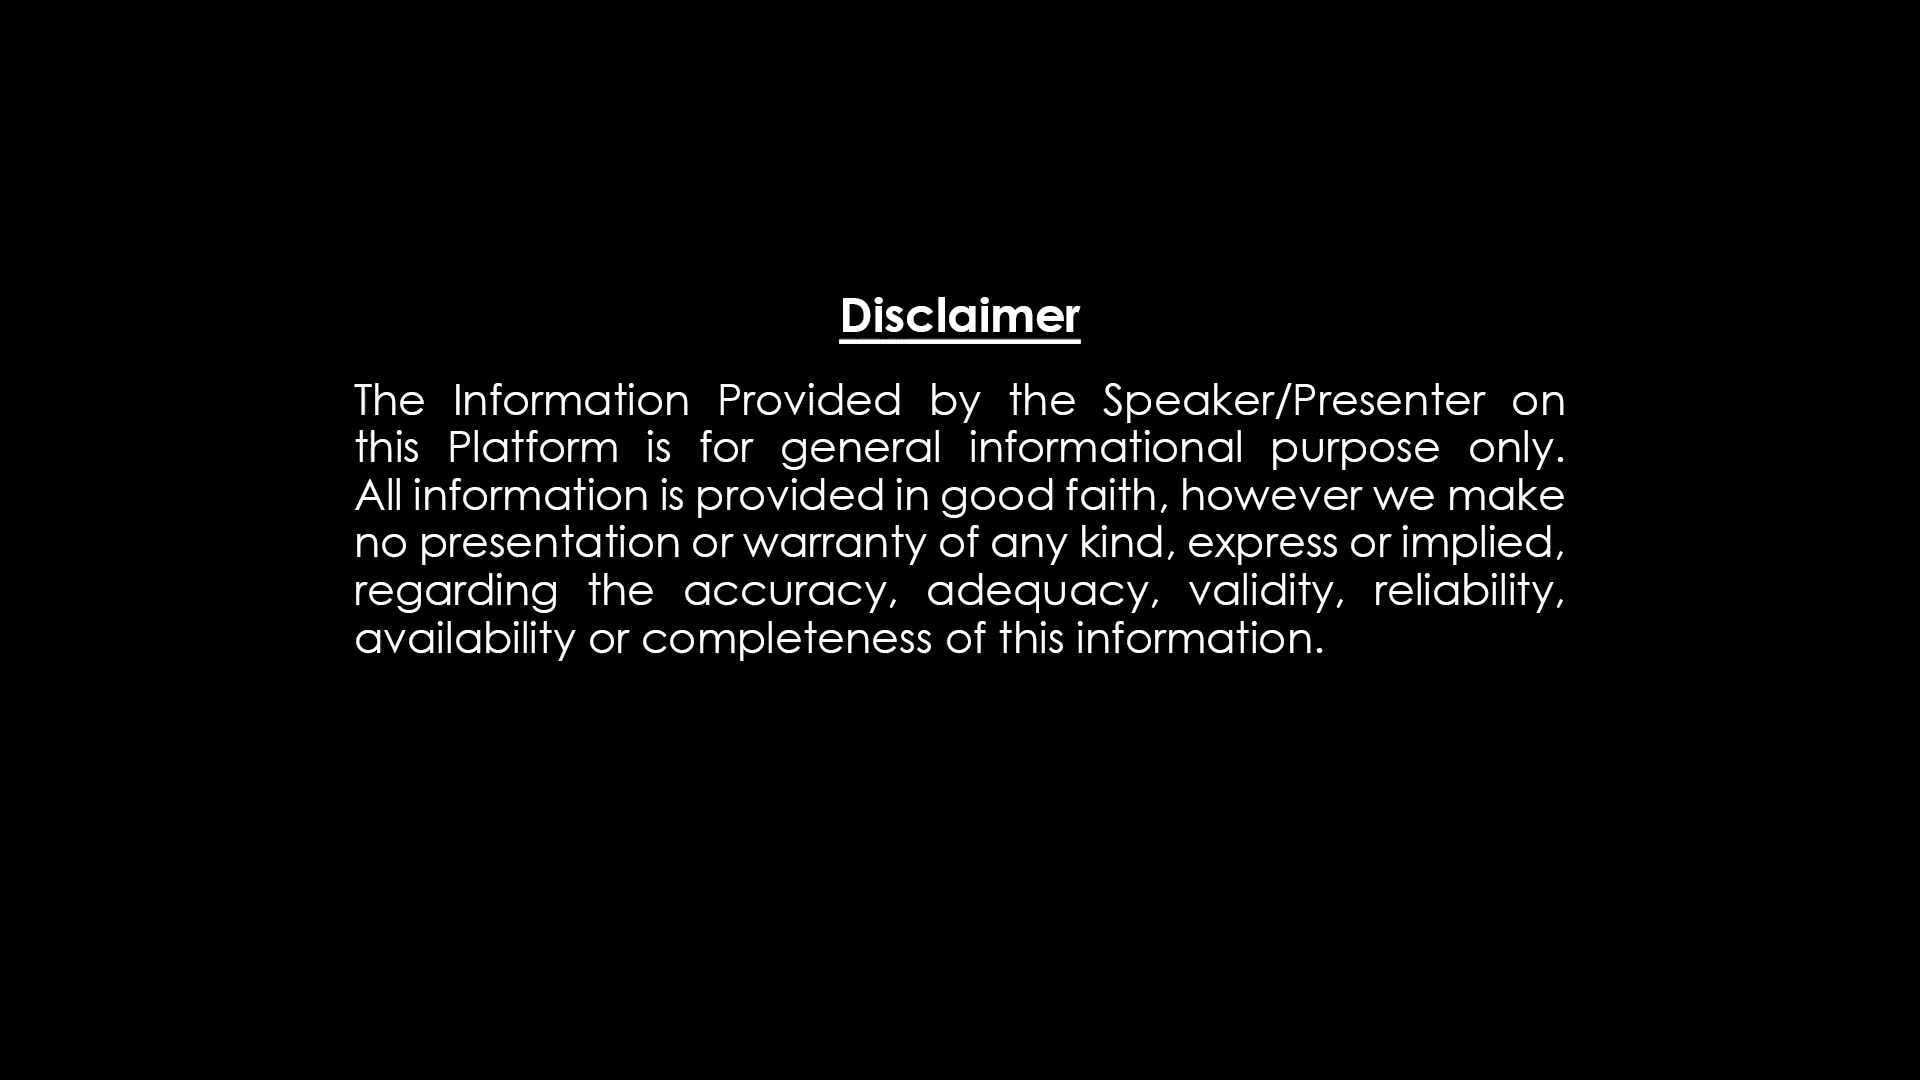 Disclaimer
The Information Provided by the Speaker/Presenter on
this Platform is for general informational purpose only.
All information is provided in good faith, however we make
no presentation or warranty of any kind, express or implied,
regarding the accuracy, adequacy, validity, reliability,
availability or completeness of this information.